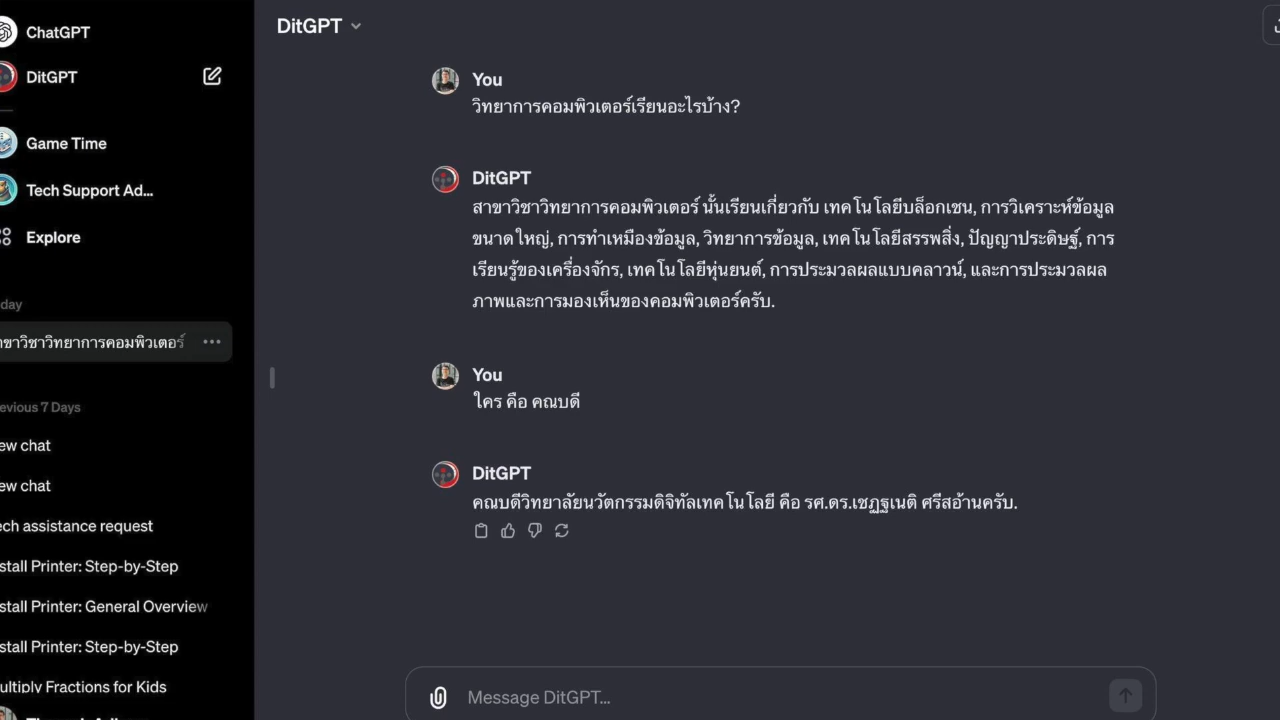 ChatGPT
DitGPT
Game Time
Tech Support Ad...
Explore
day
าขาวิชาวิทยาการคอมพิวเตอร์
evious 7 Days
ew chat
ew chat
ech assistance request
stall Printer: Step-by-Step
stall Printer: General Overview
stall Printer: Step-by-Step
ultiply Fractions for Kids
DitGPT
You
วิทยาการคอมพิวเตอร์เรียนอะไรบ้าง?
DitGPT
สาขาวิชาวิทยาการคอมพิวเตอร์ นั้นเรียนเกี่ยวกับ เทคโนโลยีบล็อกเชน, การวิเคราะห์ข้อมูล
ขนาดใหญ่, การทำเหมืองข้อมูล, วิทยาการข้อมูล, เทคโนโลยีสรรพสิ่ง, ปัญญาประดิษฐ์, การ
เรียนรู้ของเครื่องจักร, เทคโนโลยีหุ่นยนต์, การประมวลผลแบบคลาวน์, และการประมวลผล
ภาพและการมองเห็นของคอมพิวเตอร์ครับ.
You
ใคร คือ คณบดี
DitGPT
คณบดีวิทยาลัยนวัตกรรมดิจิทัลเทคโนโลยี คือ รศ.ดร.เชฏฐเนติ ศรีสอ้านครับ.
Message DitGPT...